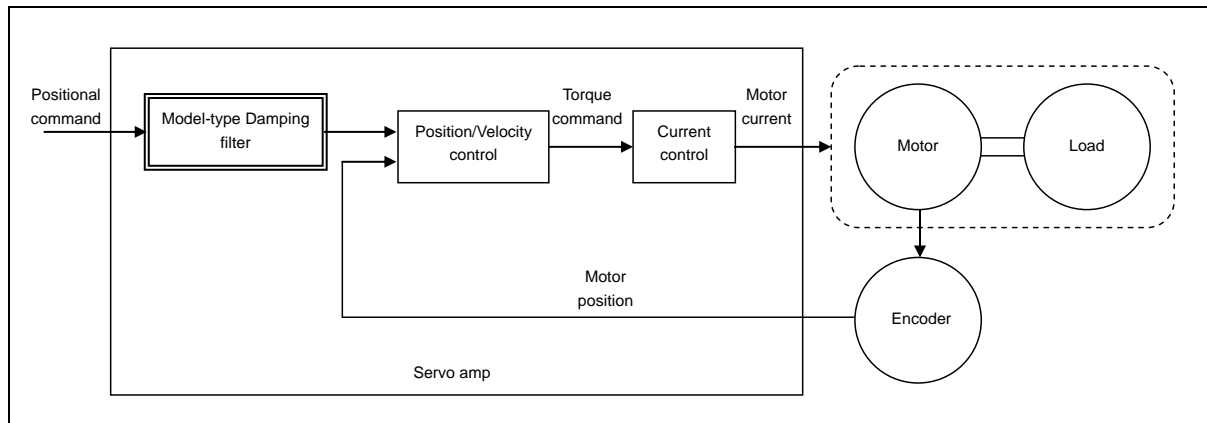 Positional
command
Model-type Damping
filter
Position/Velocity
control
Torque
command
Current
control
Motor
current
Motor
Load
Motor
position
Encoder
Servo amp